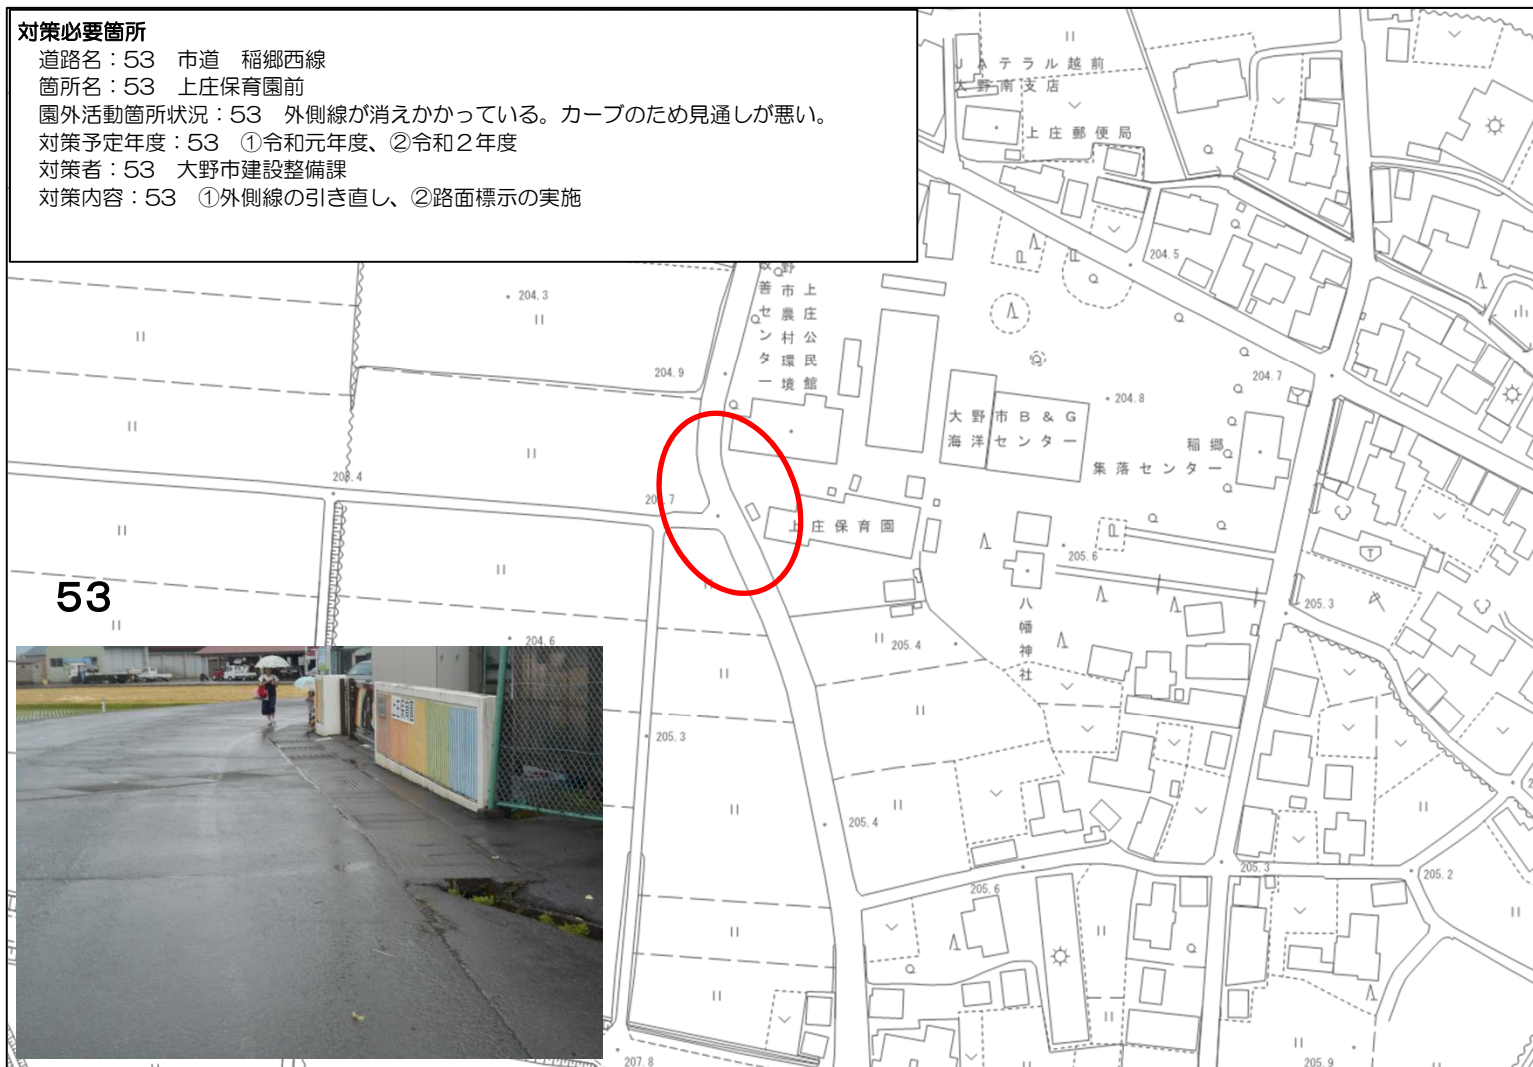 対策必要箇所
道路名：53　市道　稲郷西線
箇所名：53　上庄保育園前
園外活動箇所状況：53　外側線が消えかかっている。カーブのため見通しが悪い。
対策予定年度：53　①令和元年度、②令和２年度
対策者：53　大野市建設整備課
対策内容：53　①外側線の引き直し、②路面標示の実施
ＪＡテラル越前
大野南支店
上庄郵便局
204.5
204.3
上庄公民館
野市農村環境
改善センター
204.9
204.7
204.8
大野市Ｂ＆Ｇ
海洋センター
稲郷
集落センター
203.4
上庄保育園
205.6
八幡神社
205.3
53
204.6
205.4
上庄保育園
205.3
205.4
205.3
205.2
205.6
207.8
205.9